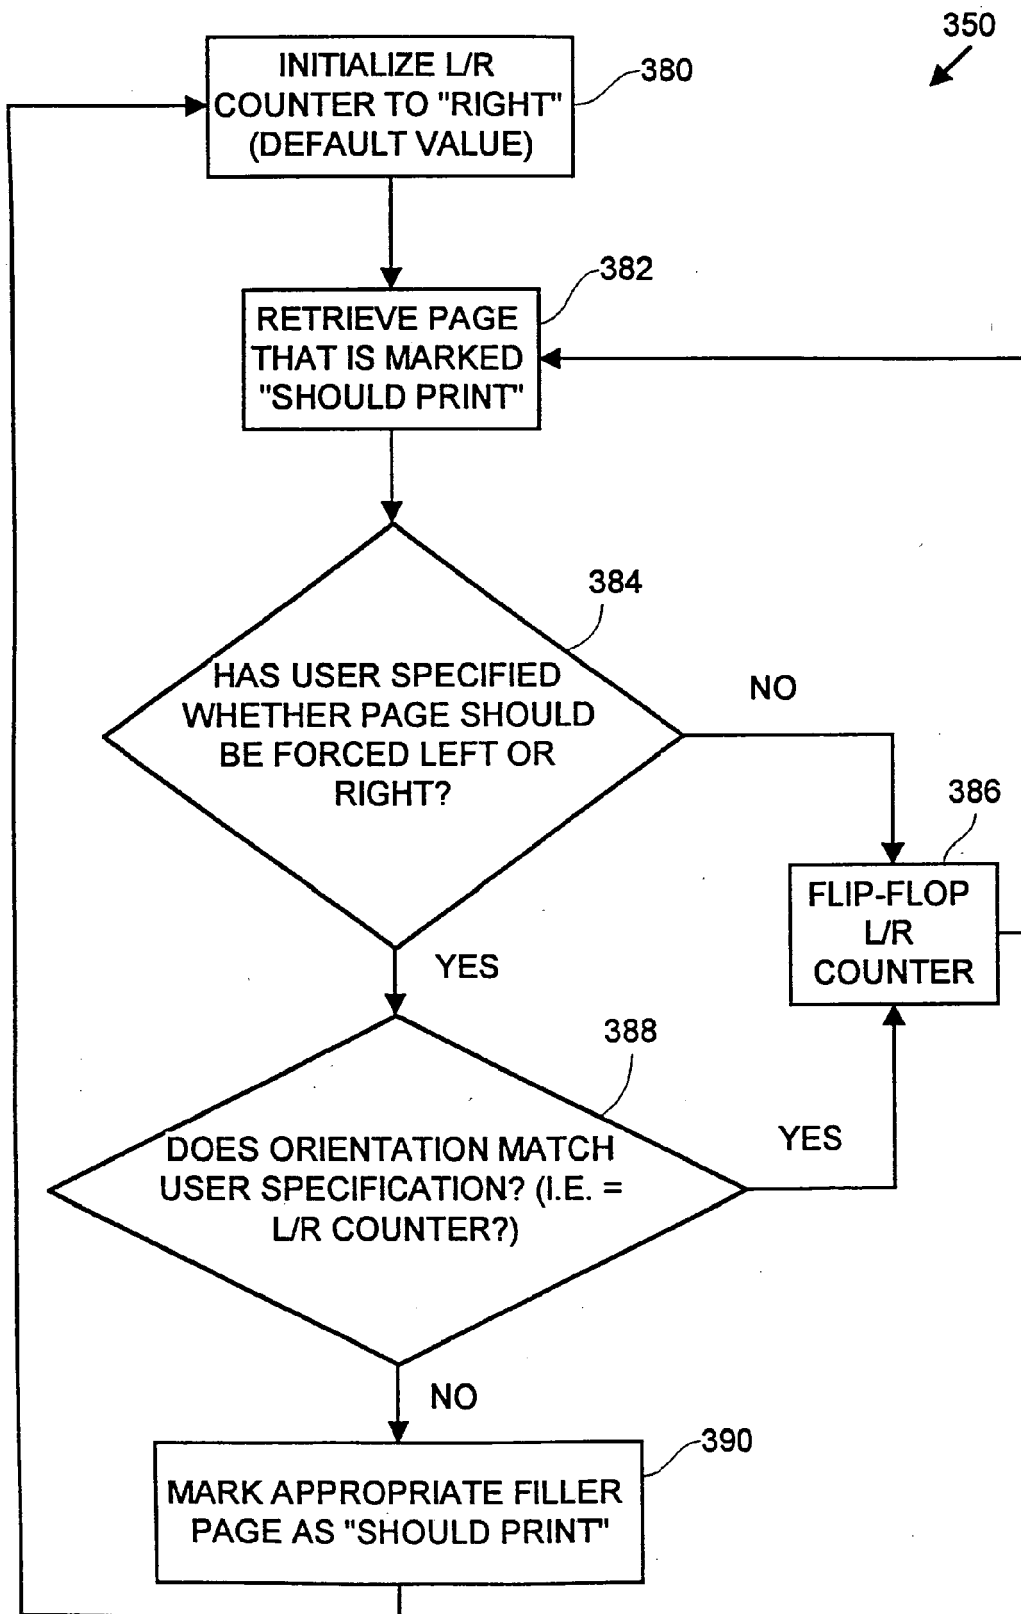 350
INITIALIZE L/R
COUNTER TO "RIGHT"
(DEFAULT VALUE)
380
382
RETRIEVE PAGE
THAT IS MARKED
"SHOULD PRINT"
384
HAS USER SPECIFIED
WHETHER PAGE SHOULD
BE FORCED LEFT OR
RIGHT?
NO
386
FLIP-FLOP
L/R
COUNTER
YES
388
DOES ORIENTATION MATCH
USER SPECIFICATION? (I.E. =
L/R COUNTER?)
YES
NO
390
MARK APPROPRIATE FILLER
PAGE AS "SHOULD PRINT"